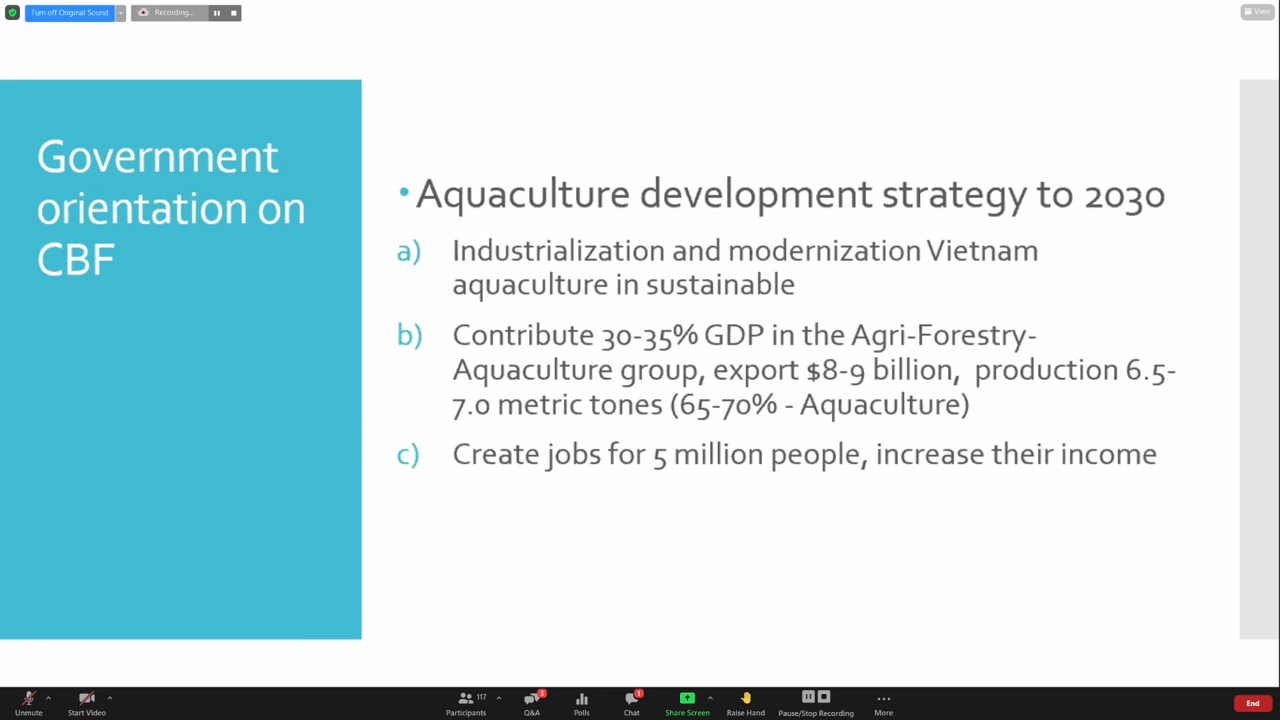 Turn off Original Sound
Recording...
View
Government
orientation on
CBF
• Aquaculture development strategy to 2030
a) Industrialization and modernization Vietnam
aquaculture in sustainable
b) Contribute 30-35% GDP in the Agri-Forestry-
Aquaculture group, export $8-9 billion, production 6.5-
7.0 metric tones (65-70% - Aquaculture)
c) Create jobs for 5 million people, increase their income
Unmute
Start Video
Participants
117
Q&A
3
Polls
Chat
1
Share Screen
Raise Hand
Pause/Stop Recording
More
End